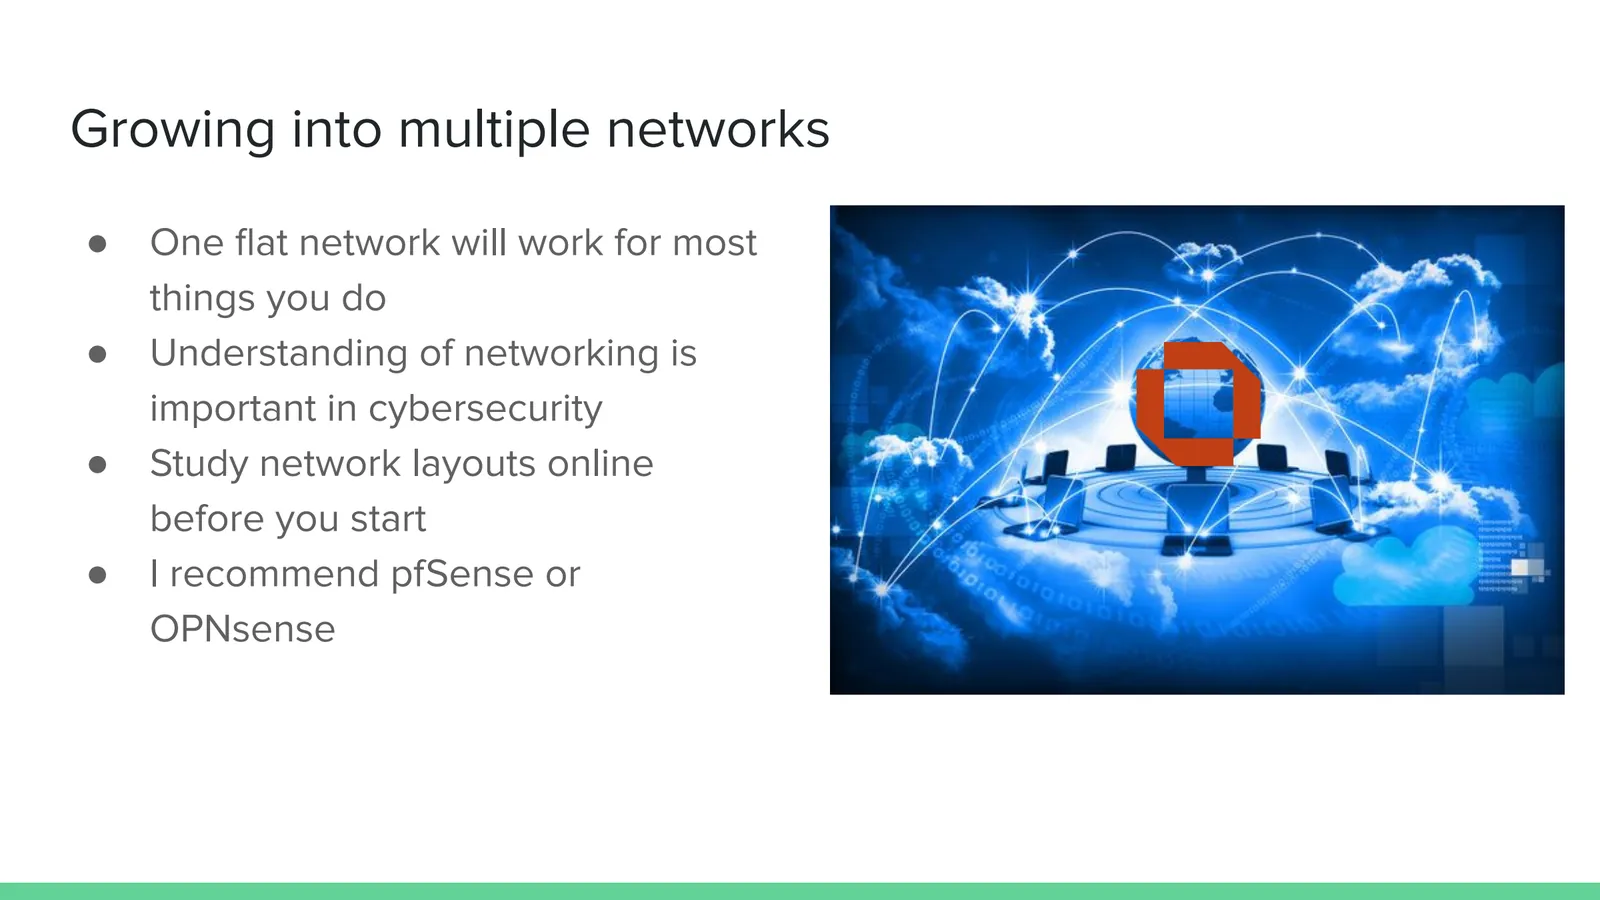 Growing into multiple networks
● One flat network will work for most
things you do
● Understanding of networking is
important in cybersecurity
● Study network layouts online
before you start
● I recommend pfSense or
OPNsense